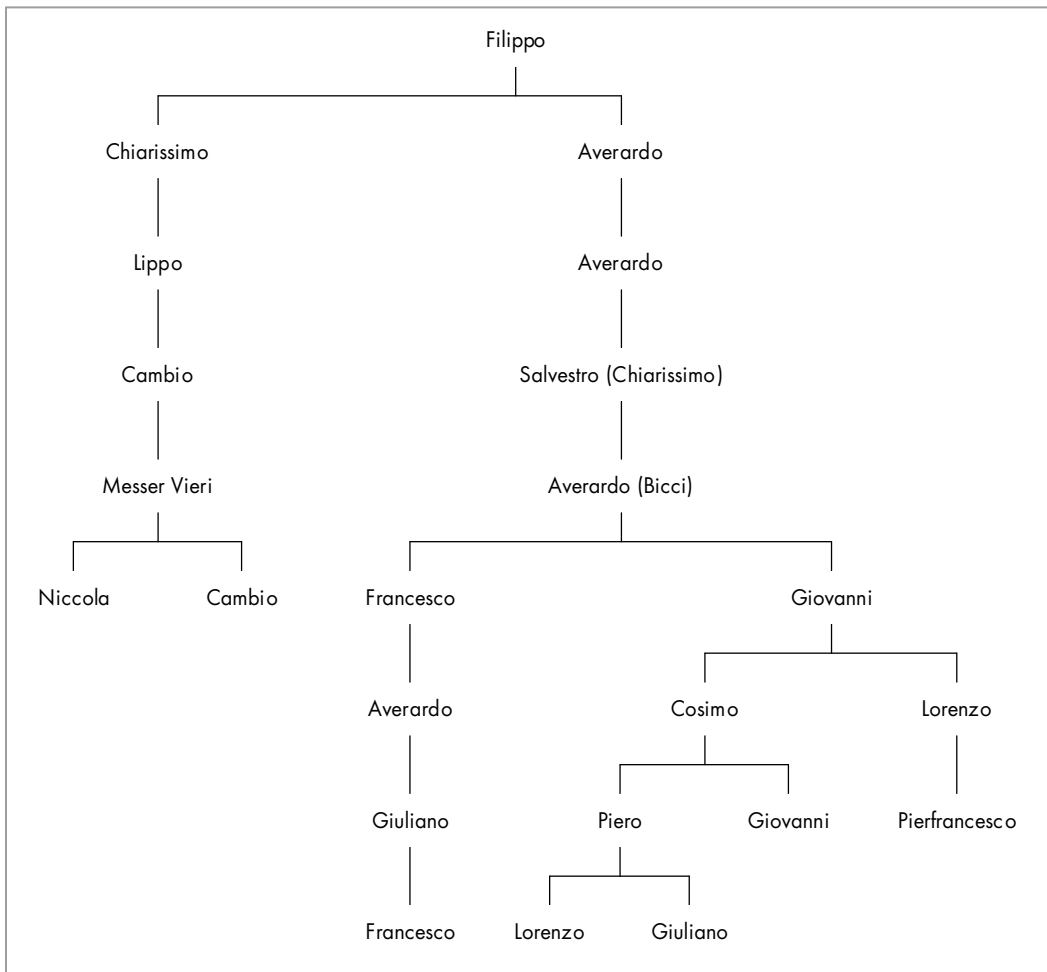 Filippo
Chiarissimo Averardo
Lippo Averardo
Cambio Salvestro (Chiarissimo)
Messer Vieri Averardo (Bicci)
Niccola Cambio Francesco Giovanni
Averardo Cosimo Lorenzo
Giuliano Piero Giovanni Pierfrancesco
Francesco Lorenzo Giuliano